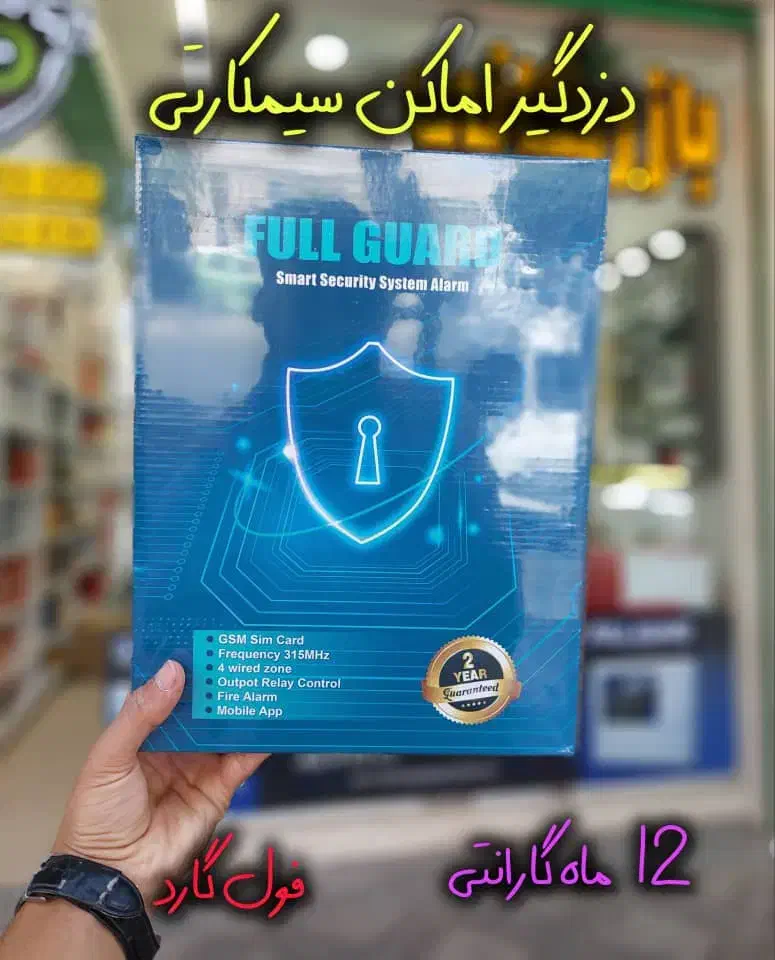 دزدگیر اماکن سیمکارتی
FULL GUARD
Smart Security System Alarm
GSM Sim Card
Frequency 315MHz
4 wired zone
Outpot Relay Control
Fire Alarm
Mobile App
2
YEAR
Guaranteed
12 ماه گارانتی
فول گارد